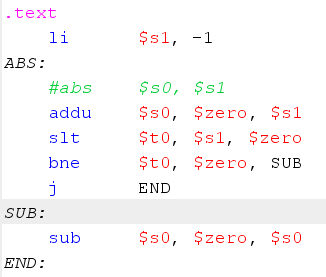 .text
li $s1, -1
ABS:
#abs $s0, $s1
addu $s0, $zero, $s1
slt $t0, $s1, $zero
bne $t0, $zero, SUB
j END
SUB:
sub $s0, $zero, $s0
END: